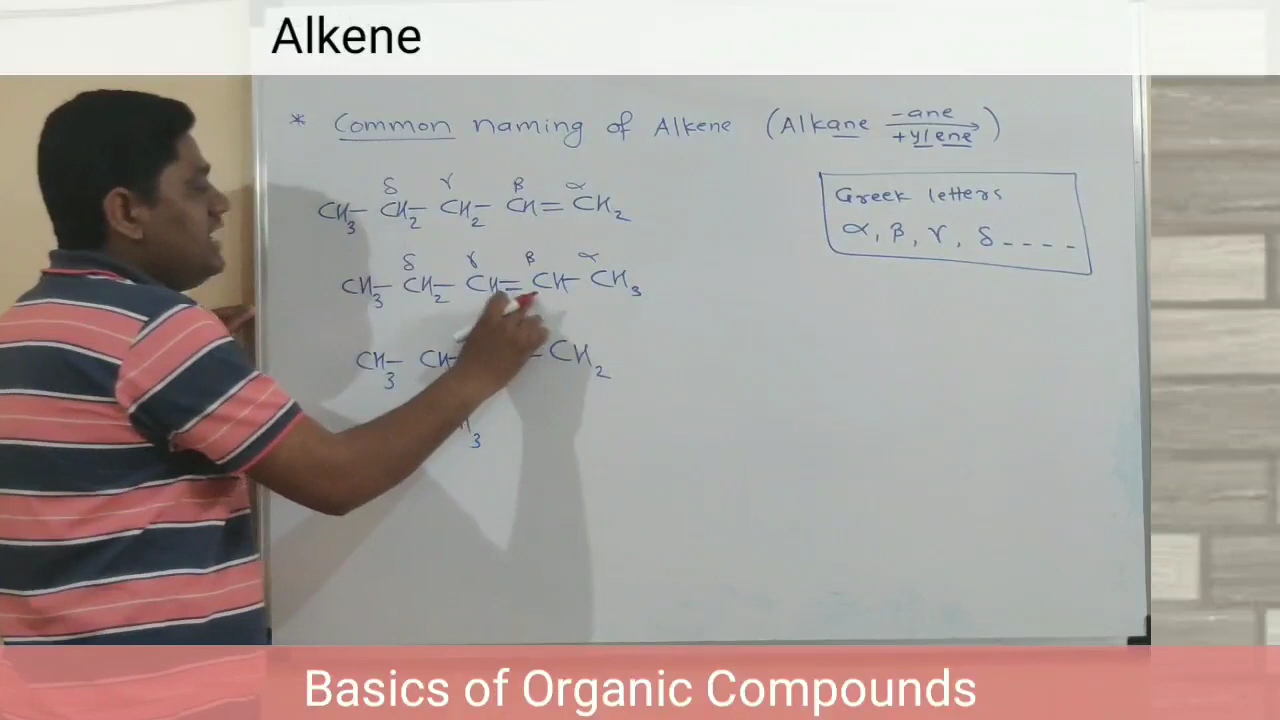 Alkene
* Common naming of Alkene (Alkane -ane
+ylene)
Greek letters
α, β, γ, δ - - - -
δ γ β α
CH3- CH2- CH2- CH=CH2
δ γ β α
CH3- CH2- CH=CH-CH3
CH3- CH- -CH2
3
Basics of Organic Compounds